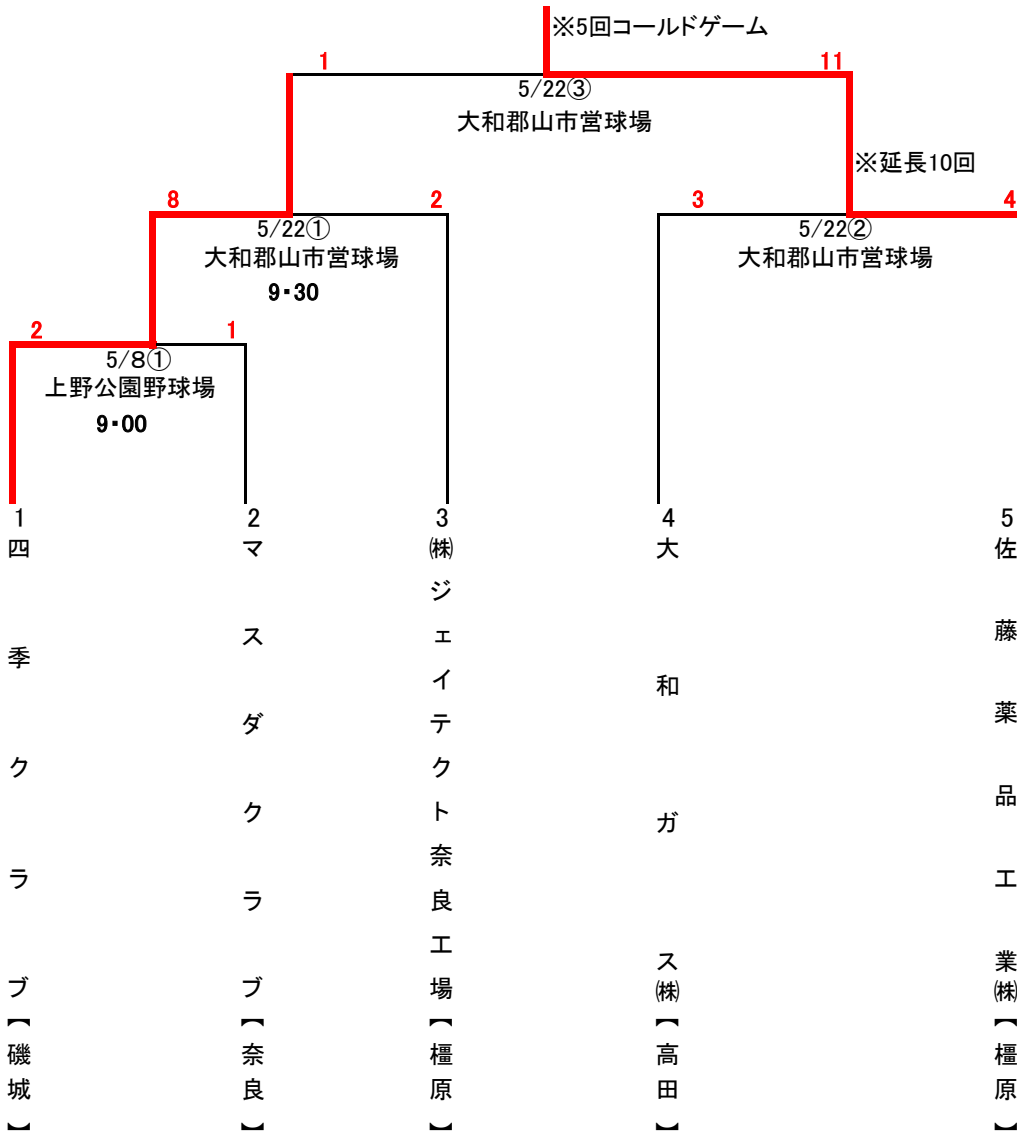 ※5回コールドゲーム
1
11
5/22③
大和郡山市営球場
※延長10回
8
2
3
4
5/22①
大和郡山市営球場
9・30
5/22②
大和郡山市営球場
2
1
5/8①
上野公園野球場
9・00
1
四季クラブ【磯城】
2
マスダクラブ【奈良】
3
㈱ジェイテクト奈良工場【橿原】
4
大和ガス㈱【高田】
5
佐藤薬品工業㈱【橿原】